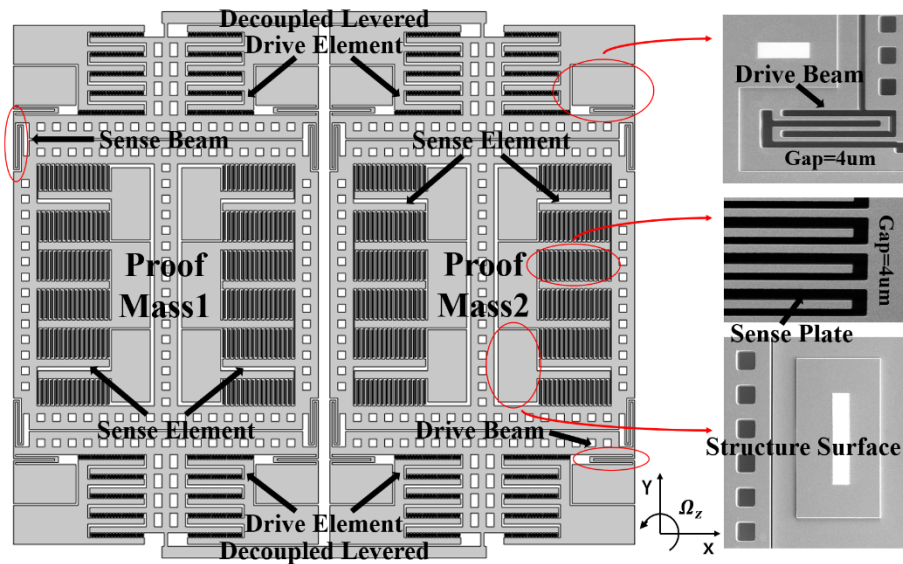 Decoupled Levered
Drive Element
Drive Beam
Gap=4um
Sense Beam
Sense Element
Proof
Mass1
Proof
Mass2
Gap=4um
Sense Plate
Sense Element
Drive Beam
Structure Surface
Drive Element
Decoupled Levered
Y
Ωz
X